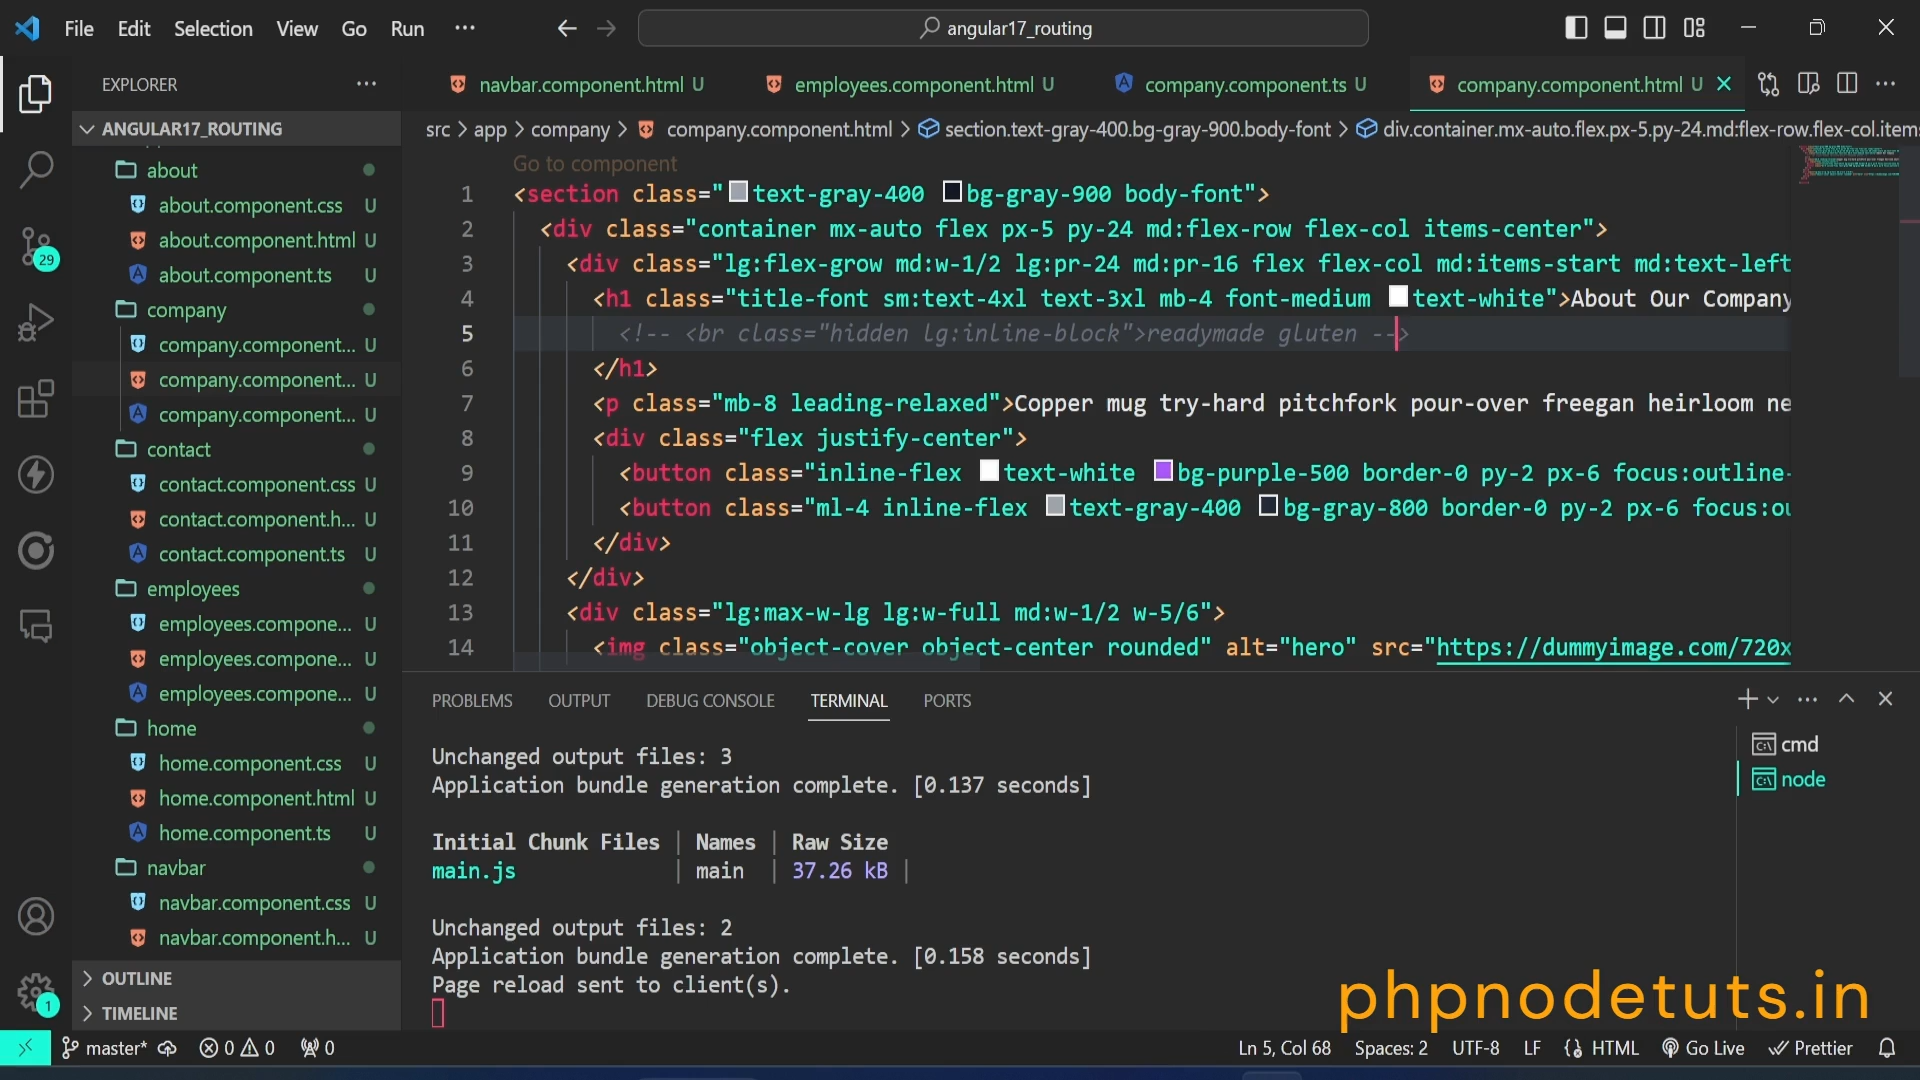 File Edit Selection View Go Run ···
angular17_routing
EXPLORER
ANGULAR17_ROUTING
about
about.component.css U
about.component.html U
about.component.ts U
company
company.component... U
company.component... U
company.component... U
contact
contact.component.css U
contact.component.h... U
contact.component.ts U
employees
employees.compone... U
employees.compone... U
employees.compone... U
home
home.component.css U
home.component.html U
home.component.ts U
navbar
navbar.component.css U
navbar.component.h... U
OUTLINE
TIMELINE
29
1
navbar.component.html U employees.component.html U company.component.ts U company.component.html U
src > app > company > company.component.html > section.text-gray-400.bg-gray-900.body-font > div.container.mx-auto.flex.px-5.py-24.md:flex-row.flex-col.items
Go to component
1 <section class="text-gray-400 bg-gray-900 body-font">
2 <div class="container mx-auto flex px-5 py-24 md:flex-row flex-col items-center">
3 <div class="lg:flex-grow md:w-1/2 lg:pr-24 md:pr-16 flex flex-col md:items-start md:text-left
4 <h1 class="title-font sm:text-4xl text-3xl mb-4 font-medium text-white">About Our Company
5 <!-- <br class="hidden lg:inline-block">readymade gluten -->
6 </h1>
7 <p class="mb-8 leading-relaxed">Copper mug try-hard pitchfork pour-over freegan heirloom ne
8 <div class="flex justify-center">
9 <button class="inline-flex text-white bg-purple-500 border-0 py-2 px-6 focus:outline-
10 <button class="ml-4 inline-flex text-gray-400 bg-gray-800 border-0 py-2 px-6 focus:ou
11 </div>
12 </div>
13 <div class="lg:max-w-lg lg:w-full md:w-1/2 w-5/6">
14 <img class="object-cover object-center rounded" alt="hero" src="https://dummyimage.com/720x
PROBLEMS OUTPUT DEBUG CONSOLE TERMINAL PORTS
Unchanged output files: 3
Application bundle generation complete. [0.137 seconds]
Initial Chunk Files | Names | Raw Size
main.js | main | 37.26 kB |
Unchanged output files: 2
Application bundle generation complete. [0.158 seconds]
Page reload sent to client(s).
cmd
node
phpnodetuts.in
master* 0 0 0 Ln 5, Col 68 Spaces: 2 UTF-8 LF HTML Go Live Prettier